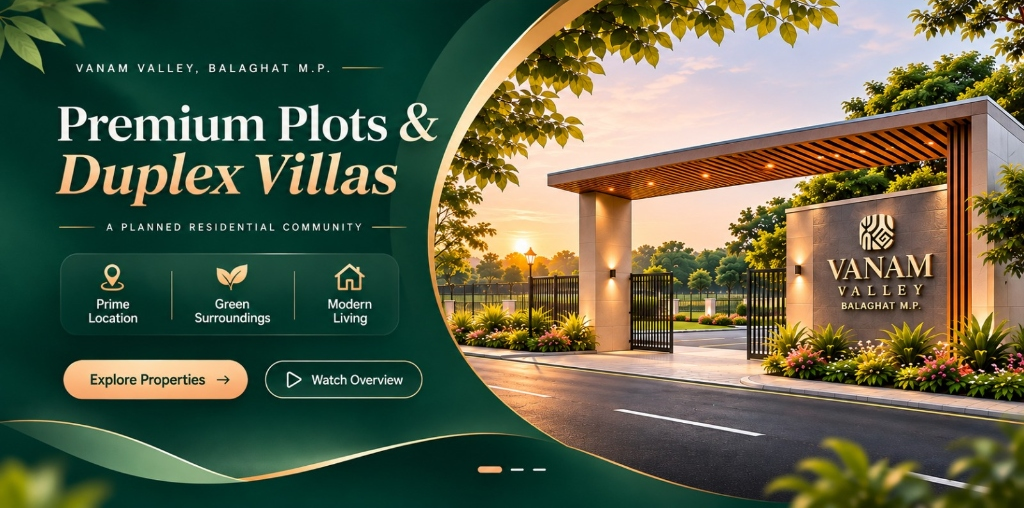 VANAM VALLEY, BALAGHAT M.P.
Premium Plots &
Duplex Villas
A PLANNED RESIDENTIAL COMMUNITY
Prime
Location
Green
Surroundings
Modern
Living
Explore Properties
Watch Overview
VANAM
VALLEY
BALAGHAT M.P.